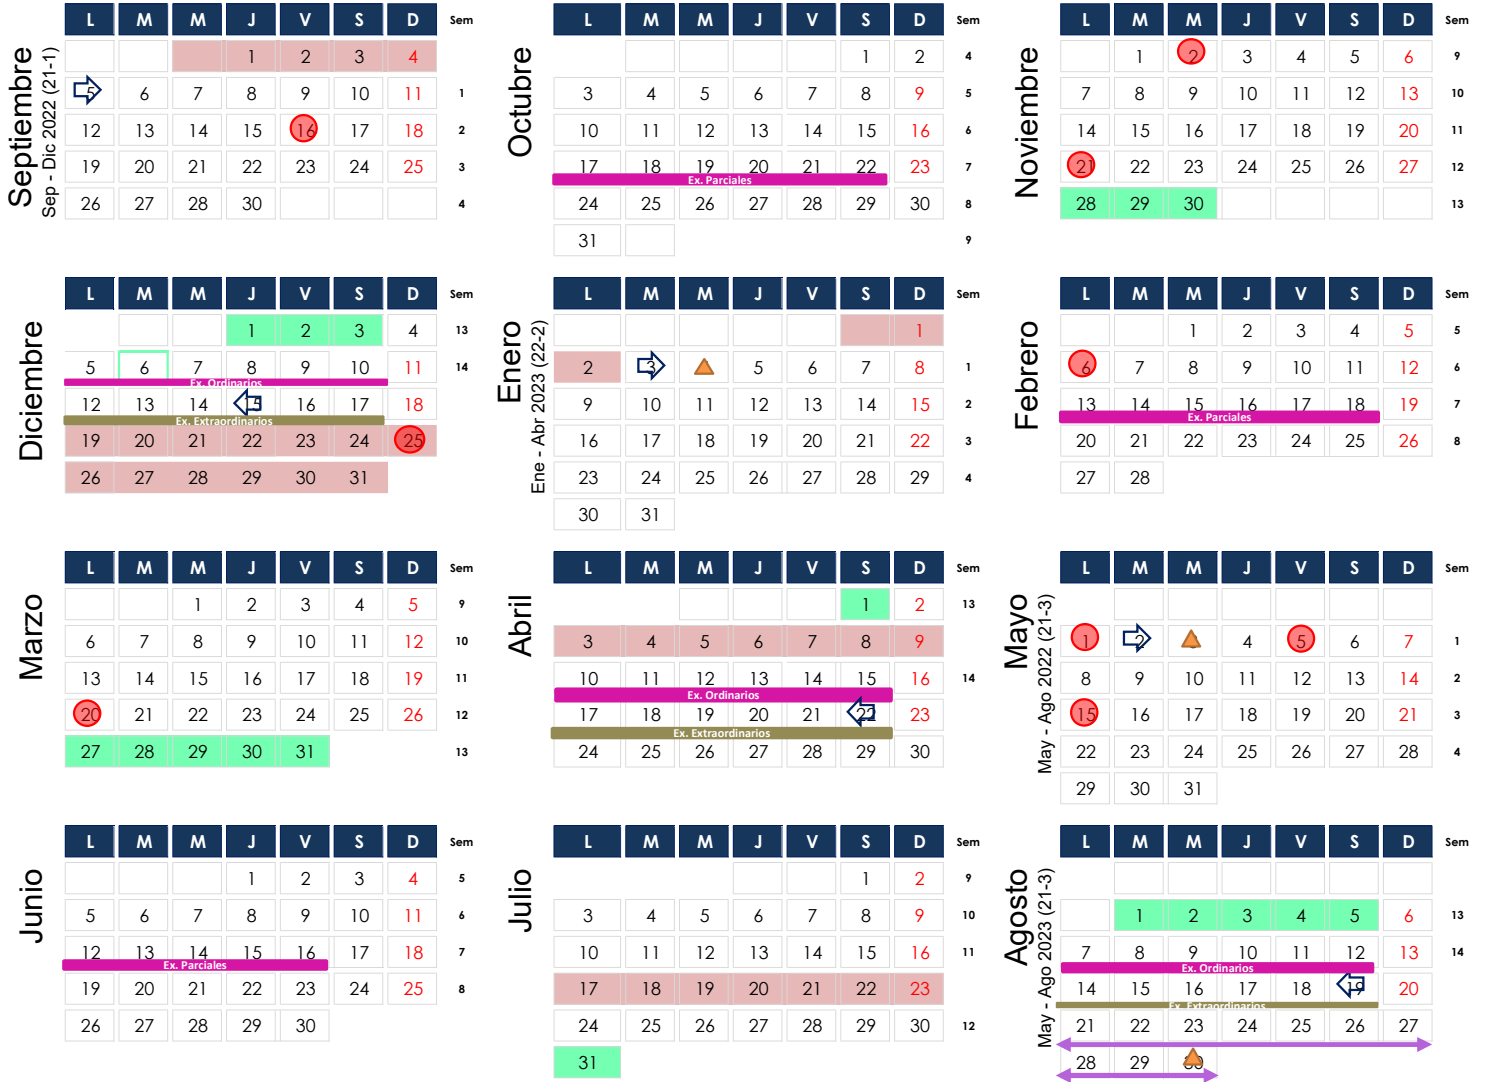 Septiembre
Sep - Dic 2022 (21-1)
L M M J V S D Sem
1 2 3 4
5 6 7 8 9 10 11 1
12 13 14 15 16 17 18 2
19 20 21 22 23 24 25 3
26 27 28 30 4
Octubre
L M M J V S D Sem
1 2 4
3 4 5 6 7 8 9 5
10 11 12 13 14 15 16 6
17 18 19 20 21 22 23 7
Ex. Parciales
24 25 26 27 28 29 30 8
31 9
Noviembre
L M M J V S D Sem
1 2 3 4 5 6 9
7 8 9 10 11 12 13 10
14 15 16 17 18 19 20 11
21 22 23 24 25 26 27 12
28 29 30 13
Diciembre
L M M J V S D Sem
1 2 3 4 13
5 6 7 8 9 10 11 14
Ex. Ordinarios
12 13 14 15 16 17 18
Ex. Extraordinarios
19 20 21 22 23 24 25
26 27 28 29 30 31
Enero
Ene - Abr 2023 (22-2)
L M M J V S D Sem
1
2 3 5 6 7 8 1
9 10 11 12 13 14 15 2
16 17 18 19 20 21 22 3
23 24 25 26 27 28 29 4
30 31
Febrero
L M M J V S D Sem
1 2 3 4 5 5
6 7 8 9 10 11 12 6
13 14 15 16 17 18 19 7
Ex. Parciales
20 21 22 23 24 25 26 8
27 28
Marzo
L M M J V S D Sem
1 2 3 4 5 9
6 7 8 9 10 11 12 10
13 14 15 16 17 18 19 11
20 21 22 23 24 25 26 12
27 28 29 30 31 13
Abril
L M M J V S D Sem
1 2 13
3 4 5 6 7 8 9
10 11 12 13 14 15 16 14
Ex. Ordinarios
17 18 19 20 21 22 23
Ex. Extraordinarios
24 25 26 27 28 29 30
Mayo
May - Ago 2022 (21-3)
L M M J V S D Sem
1 2 4 5 6 7 1
8 9 10 11 12 13 14 2
15 16 17 18 19 20 21 3
22 23 24 25 26 27 28 4
29 30 31
Junio
L M M J V S D Sem
1 2 3 4 5
5 6 7 8 9 10 11 6
12 13 14 15 16 17 18 7
Ex. Parciales
19 20 21 22 23 24 25 8
26 27 28 29 30
Julio
L M M J V S D Sem
1 2 9
3 4 5 6 7 8 9 10
10 11 12 13 14 15 16 11
17 18 19 20 21 22 23
24 25 26 27 28 29 30 12
31
Agosto
May - Ago 2023 (21-3)
L M M J V S D Sem
1 2 3 4 5 6 13
7 8 9 10 11 12 13 14
Ex. Ordinarios
14 15 16 17 18 19 20
Ex. Extraordinarios
21 22 23 24 25 26 27
28 29 30